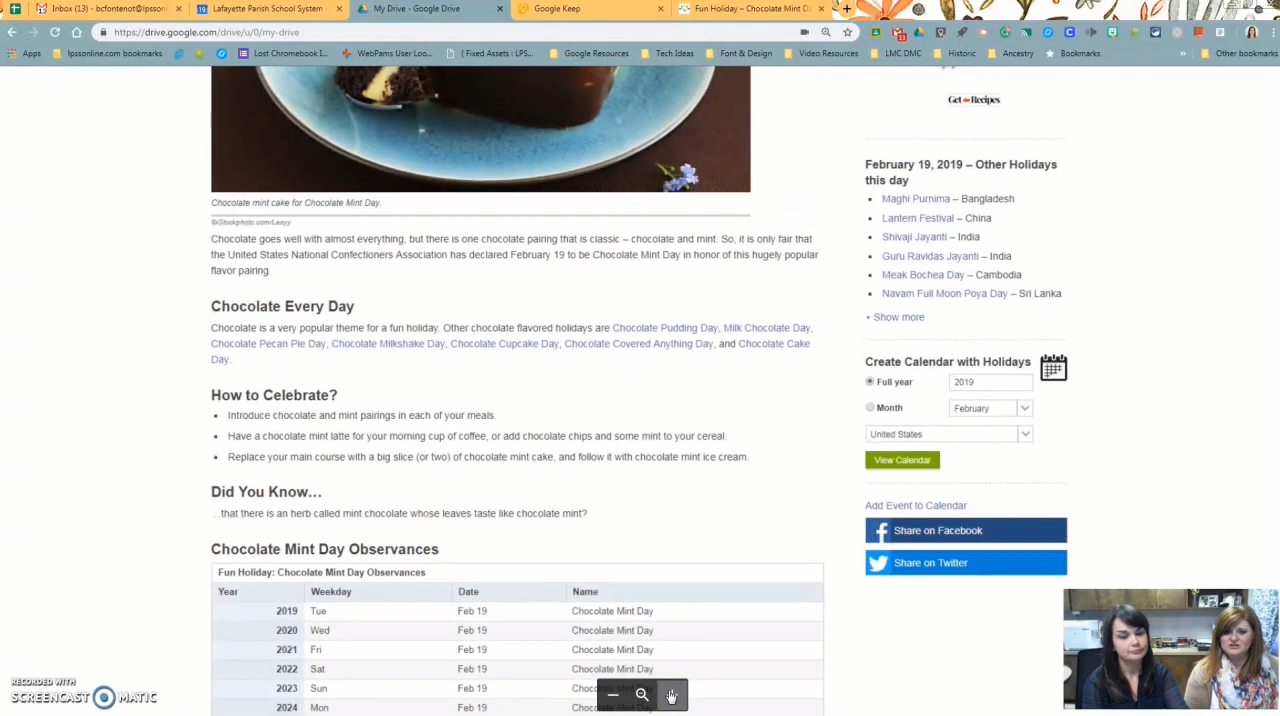 Inbox (13) - bcfontenot@lpsson
Lafayette Parish School System -
My Drive - Google Drive
Google Keep
Fun Holiday – Chocolate Mint D
https://drive.google.com/drive/u/0/my-drive
Apps
lpsonline.com bookmarks
Lost Chromebook I...
WebPams User Loo...
[Fixed Assets : LPS...
Google Resources
Tech Ideas
Font & Design
Video Resources
LMC DMC
Historic
Ancestry
Bookmarks
»
Other bookmarks
Get the Recipes
Chocolate mint cake for Chocolate Mint Day.
©iStockphoto.com/Lesyy
Chocolate goes well with almost everything, but there is one chocolate pairing that is classic – chocolate and mint. So, it is only fair that
the United States National Confectioners Association has declared February 19 to be Chocolate Mint Day in honor of this hugely popular
flavor pairing.
Chocolate Every Day
Chocolate is a very popular theme for a fun holiday. Other chocolate flavored holidays are Chocolate Pudding Day, Milk Chocolate Day,
Chocolate Pecan Pie Day, Chocolate Milkshake Day, Chocolate Cupcake Day, Chocolate Covered Anything Day, and Chocolate Cake
Day.
How to Celebrate?
Introduce chocolate and mint pairings in each of your meals.
Have a chocolate mint latte for your morning cup of coffee, or add chocolate chips and some mint to your cereal.
Replace your main course with a big slice (or two) of chocolate mint cake, and follow it with chocolate mint ice cream.
Did You Know…
...that there is an herb called mint chocolate whose leaves taste like chocolate mint?
Chocolate Mint Day Observances
Fun Holiday: Chocolate Mint Day Observances
Year Weekday Date Name
2019 Tue Feb 19 Chocolate Mint Day
2020 Wed Feb 19 Chocolate Mint Day
2021 Fri Feb 19 Chocolate Mint Day
2022 Sat Feb 19 Chocolate Mint Day
2023 Sun Feb 19
2024 Mon Feb 19 Chocolate Mint Day
February 19, 2019 – Other Holidays
this day
Maghi Purnima – Bangladesh
Lantern Festival – China
Shivaji Jayanti – India
Guru Ravidas Jayanti – India
Meak Bochea Day – Cambodia
Navam Full Moon Poya Day – Sri Lanka
Show more
Create Calendar with Holidays
Full year 2019
Month February
United States
View Calendar
Add Event to Calendar
Share on Facebook
Share on Twitter
RECORDED WITH
SCREENCAST MATIC